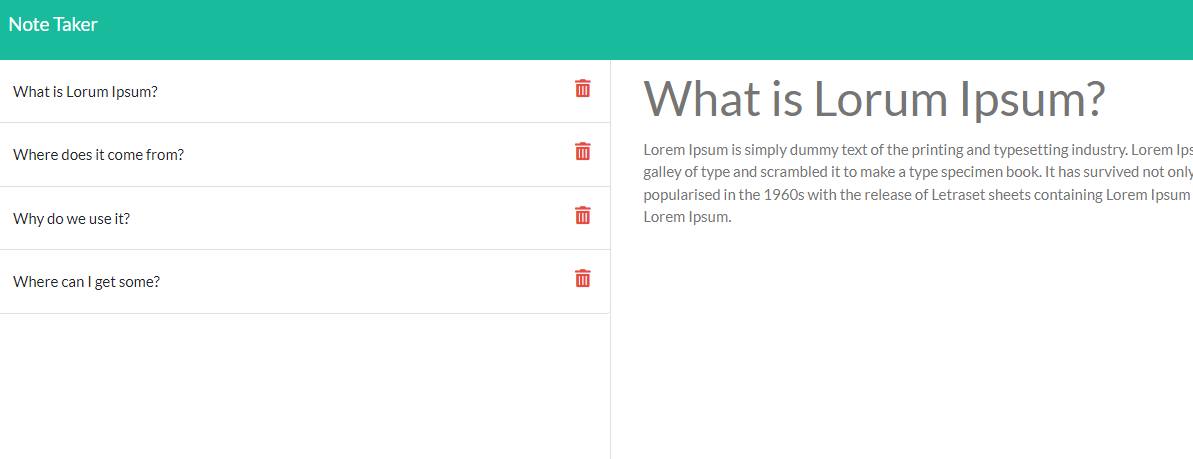 Note Taker
What is Lorum Ipsum?
Where does it come from?
Why do we use it?
Where can I get some?
What is Lorum Ipsum?
Lorem Ipsum is simply dummy text of the printing and typesetting industry. Lorem Ips
galley of type and scrambled it to make a type specimen book. It has survived not only
popularised in the 1960s with the release of Letraset sheets containing Lorem Ipsum
Lorem Ipsum.